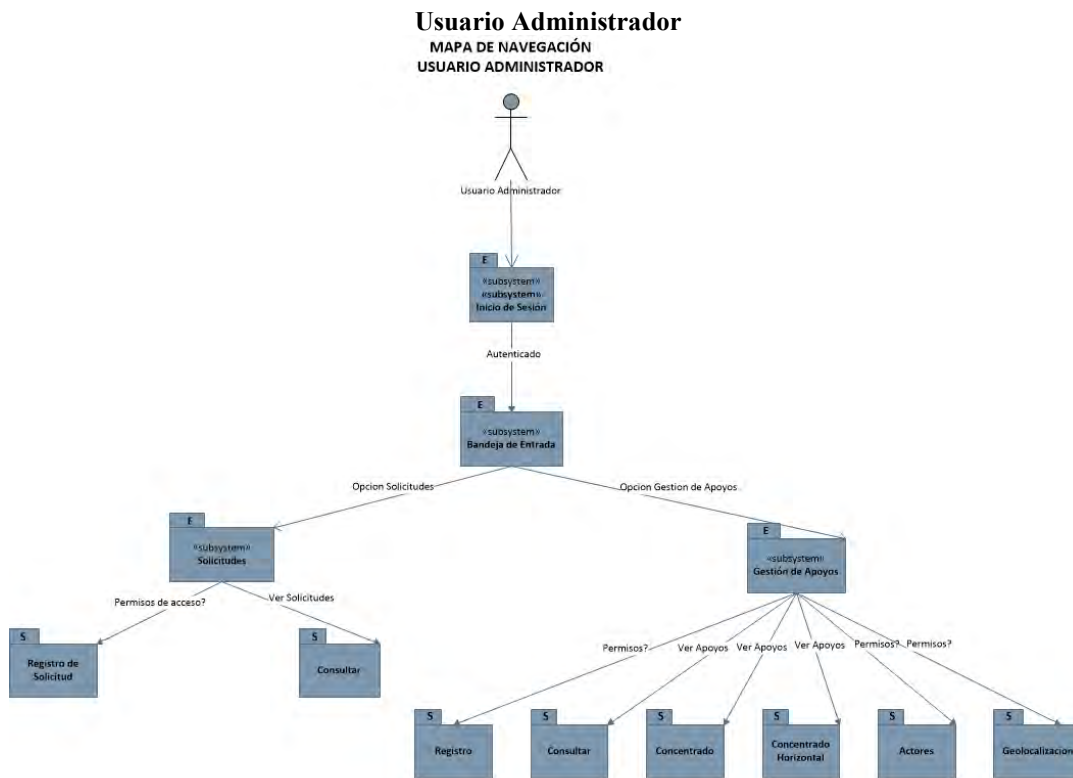 Usuario Administrador
MAPA DE NAVEGACIÓN
USUARIO ADMINISTRADOR
Usuario Administrador
E
«subsystem»
«subsystem»
Inicio de Sesión
Autenticado
E
«subsystem»
Bandeja de Entrada
Opcion Solicitudes
Opcion Gestion de Apoyos
E
«subsystem»
Solicitudes
E
«subsystem»
Gestión de Apoyos
Permisos de acceso?
Ver Solicitudes
S
Registro de
Solicitud
S
Consultar
Permisos?
Ver Apoyos
Ver Apoyos
Ver Apoyos
Permisos?
Permisos?
S
Registro
S
Consultar
S
Concentrado
S
Concentrado
Horizontal
S
Actores
S
Geolocalizacion